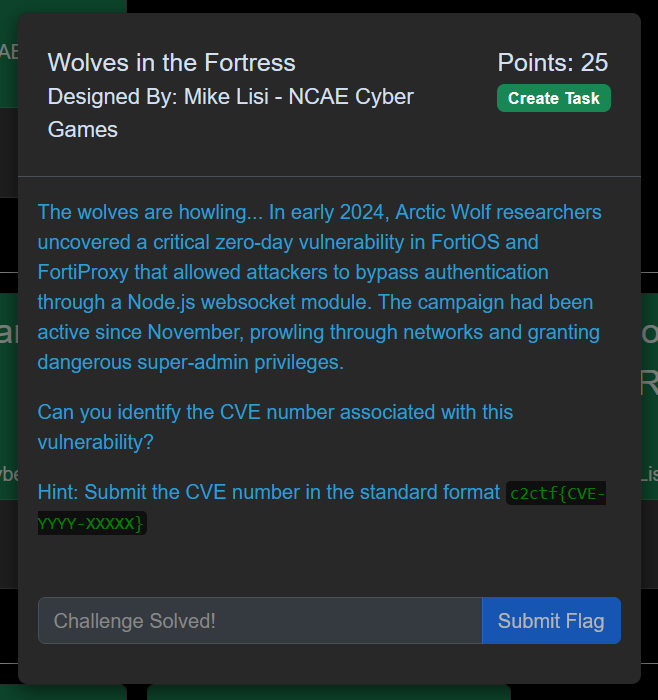 Wolves in the Fortress
Points: 25
Designed By: Mike Lisi - NCAE Cyber
Games
Create Task
The wolves are howling... In early 2024, Arctic Wolf researchers
uncovered a critical zero-day vulnerability in FortiOS and
FortiProxy that allowed attackers to bypass authentication
through a Node.js websocket module. The campaign had been
active since November, prowling through networks and granting
dangerous super-admin privileges.
Can you identify the CVE number associated with this
vulnerability?
Hint: Submit the CVE number in the standard format c2ctf{CVE-
YYYY-XXXXX}
Challenge Solved!
Submit Flag